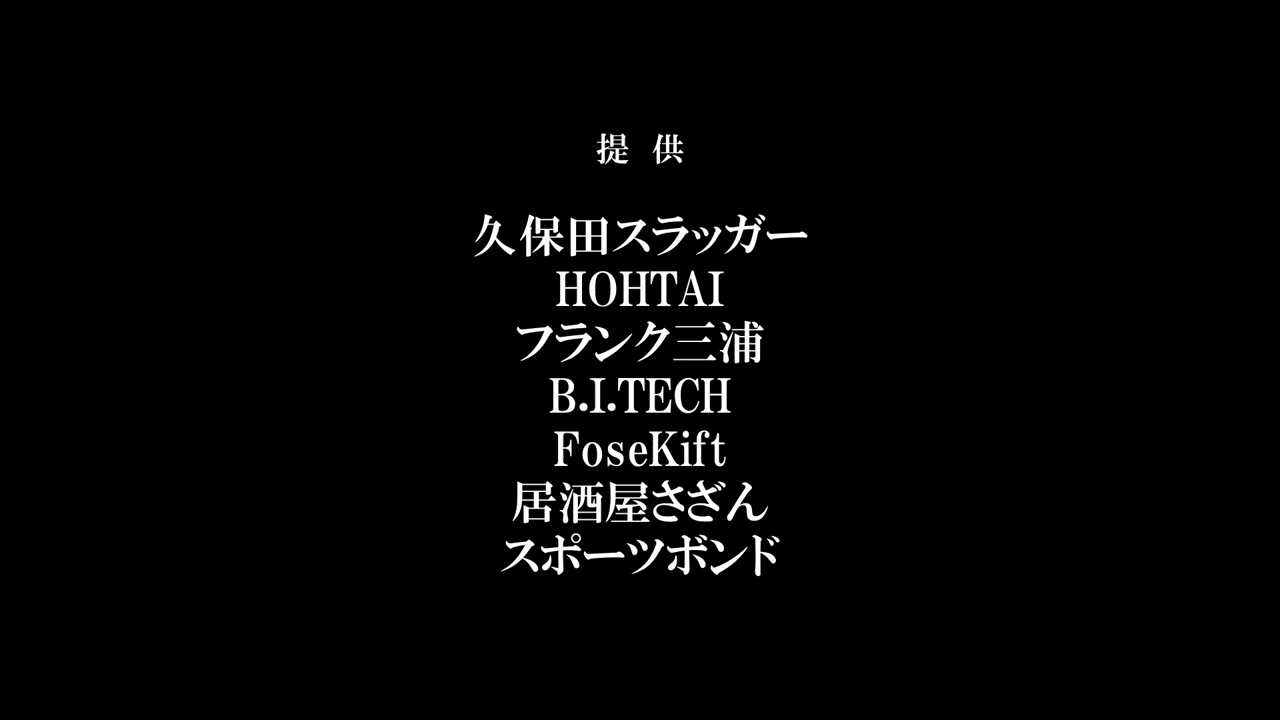 提 供
久保田スラッガー
HOHTAI
フランク三浦
B.I.TECH
FoseKift
居酒屋さざん
スポーツボンド